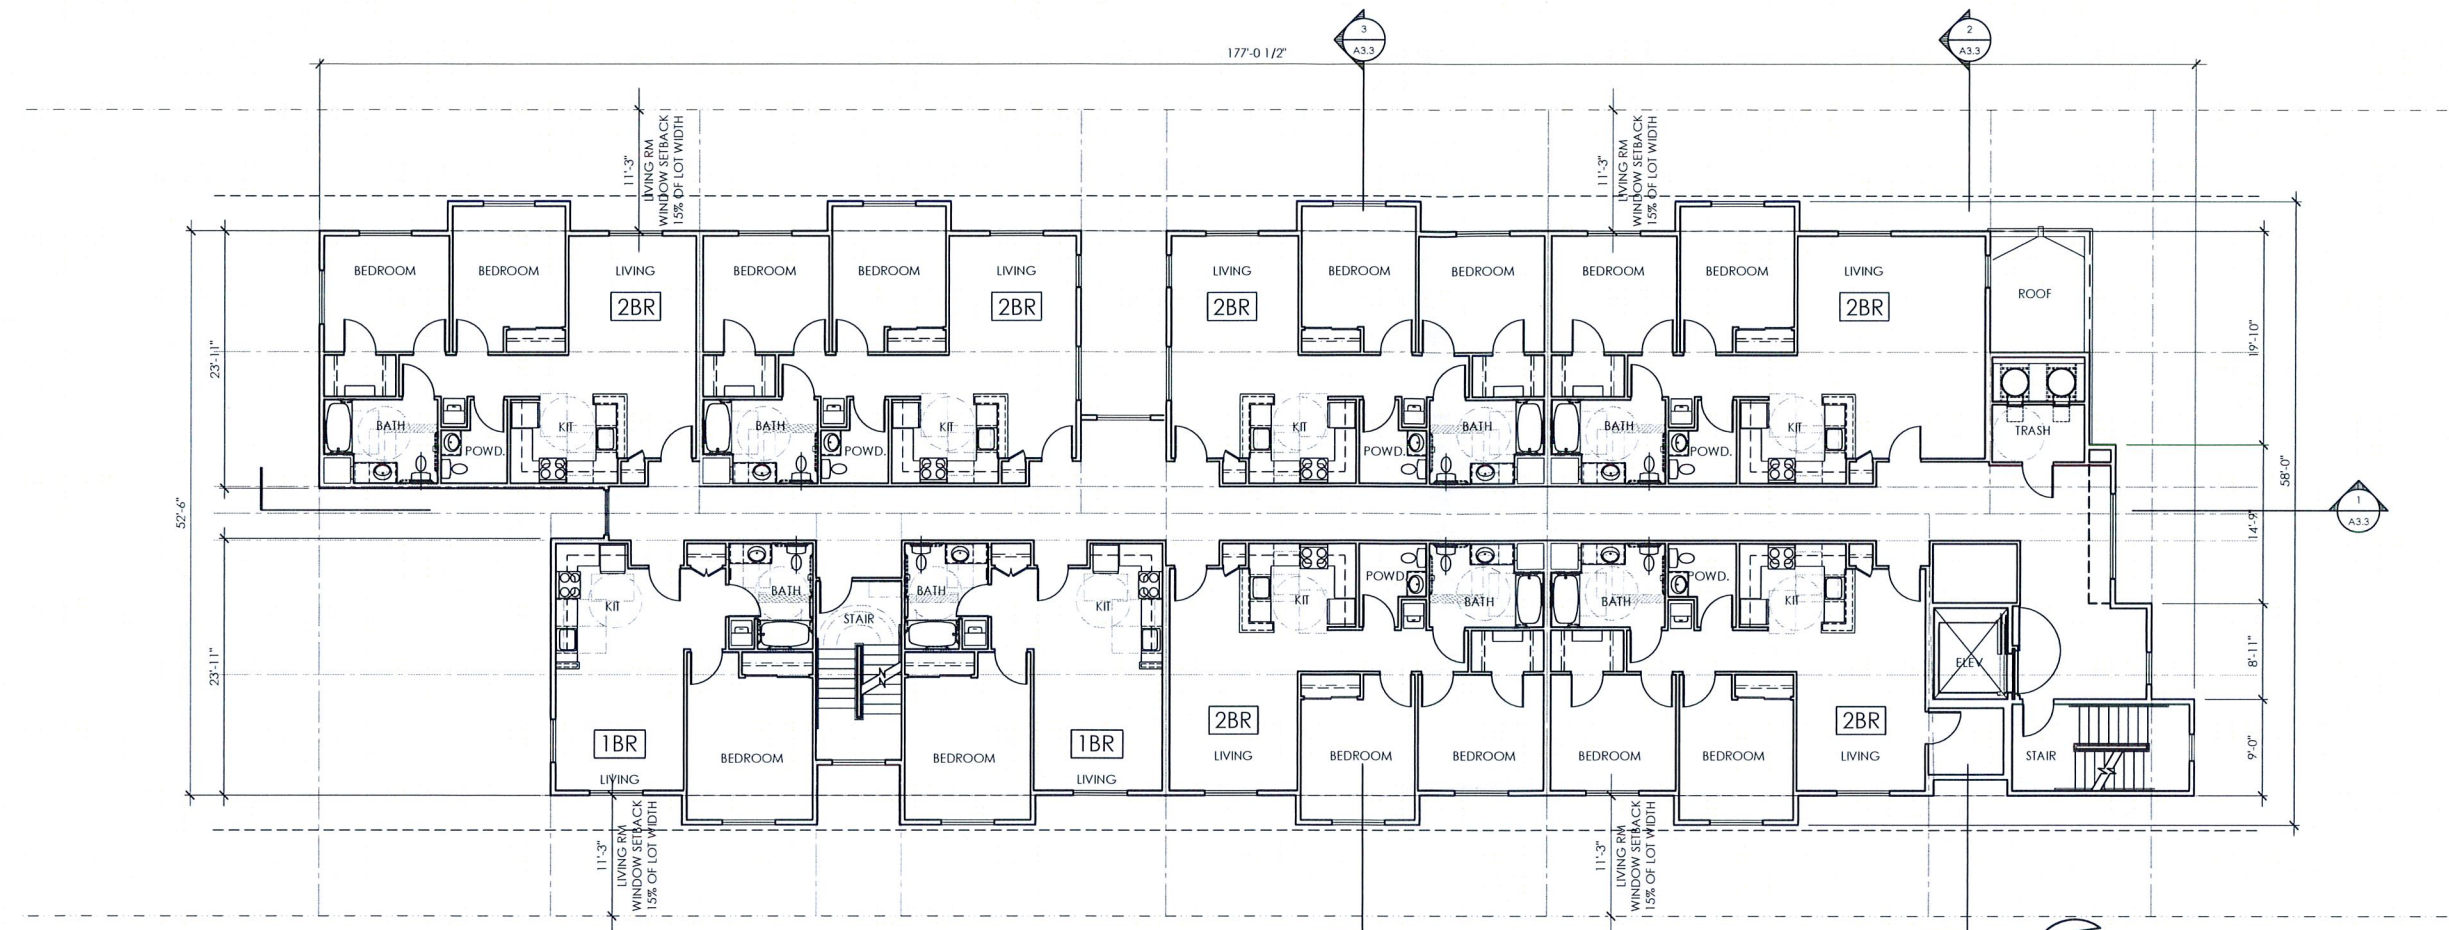 3
A3.3
2
A3.3
177'-0 1/2"
11'-3"
LIVING RM
WINDOW SETBACK
15% OF LOT WIDTH
11'-3"
LIVING RM
WINDOW SETBACK
15% OF LOT WIDTH
BEDROOM
BEDROOM
LIVING
BEDROOM
BEDROOM
LIVING
LIVING
BEDROOM
BEDROOM
BEDROOM
BEDROOM
LIVING
ROOF
2BR
2BR
2BR
2BR
23'-11"
19'-10"
BATH
KIT
BATH
KIT
KIT
BATH
BATH
KIT
TRASH
POWD.
POWD.
POWD.
POWD.
58'-0"
52'-6"
14'-9"
1
A3.3
KIT
BATH
STAIR
BATH
KIT
KIT
POWD.
BATH
BATH
POWD.
KIT
23'-11"
ELEV
8'-11"
1BR
1BR
2BR
2BR
BEDROOM
BEDROOM
LIVING
BEDROOM
BEDROOM
BEDROOM
BEDROOM
LIVING
STAIR
9'-0"
LIVING
LIVING
11'-3"
LIVING RM
WINDOW SETBACK
15% OF LOT WIDTH
11'-3"
LIVING RM
WINDOW SETBACK
15% OF LOT WIDTH